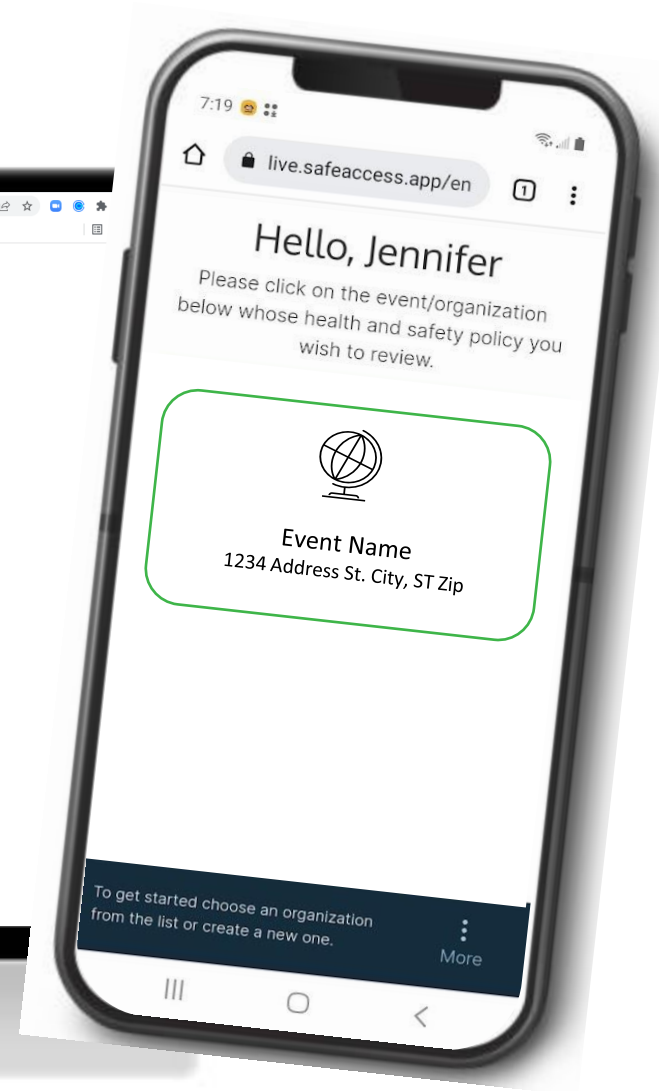 7:19
live.safeaccess.app/en
1
Hello, Jennifer
Please click on the event/organization
below whose health and safety policy you
wish to review.
Event Name
1234 Address St. City, ST Zip
To get started choose an organization
from the list or create a new one.
More